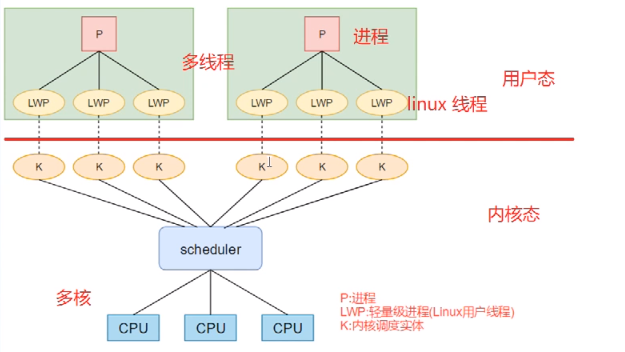 P
P
进程
多线程
用户态
LWP
LWP
LWP
LWP
LWP
LWP
linux 线程
K
K
K
K
K
K
内核态
scheduler
多核
CPU
CPU
CPU
P:进程
LWP:轻量级进程(Linux用户线程)
K:内核调度实体